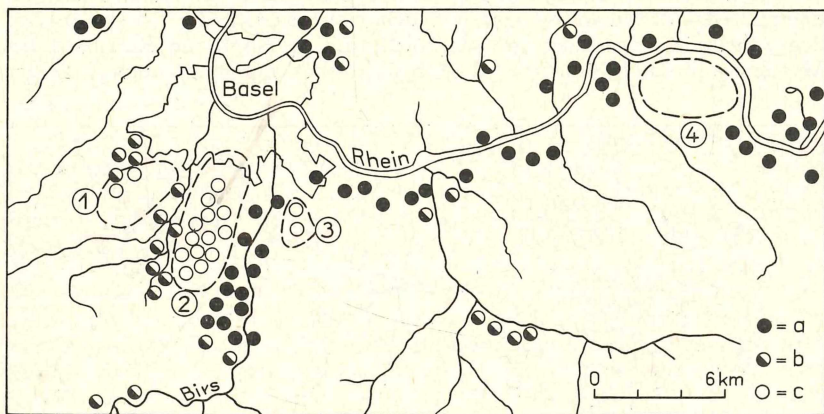 Basel
Rhein
④
①
③
②
= a
= b
0 6 km
= c
Birs